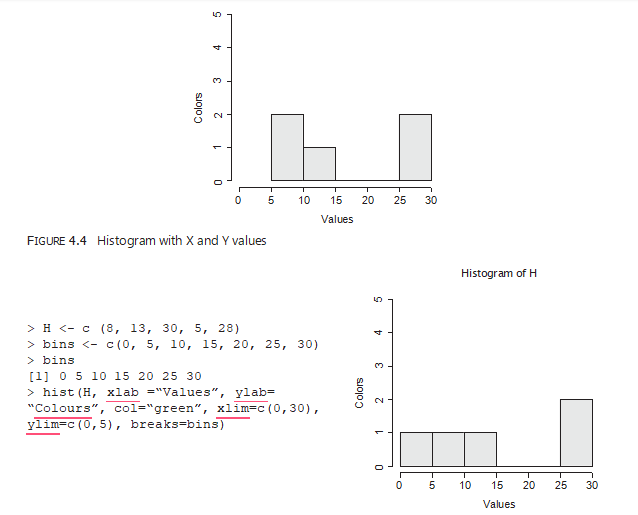 5
4
3
2
1
0
Colors
0 5 10 15 20 25 30
Values
FIGURE 4.4 Histogram with X and Y values
Histogram of H
> H <- c (8, 13, 30, 5, 28)
> bins <- c(0, 5, 10, 15, 20, 25, 30)
> bins
[1] 0 5 10 15 20 25 30
> hist(H, xlab =“Values”, ylab=
“Colours”, col=“green”, xlim=c(0,30),
ylim=c(0,5), breaks=bins)
5
4
3
2
1
0
Colors
0 5 10 15 20 25 30
Values